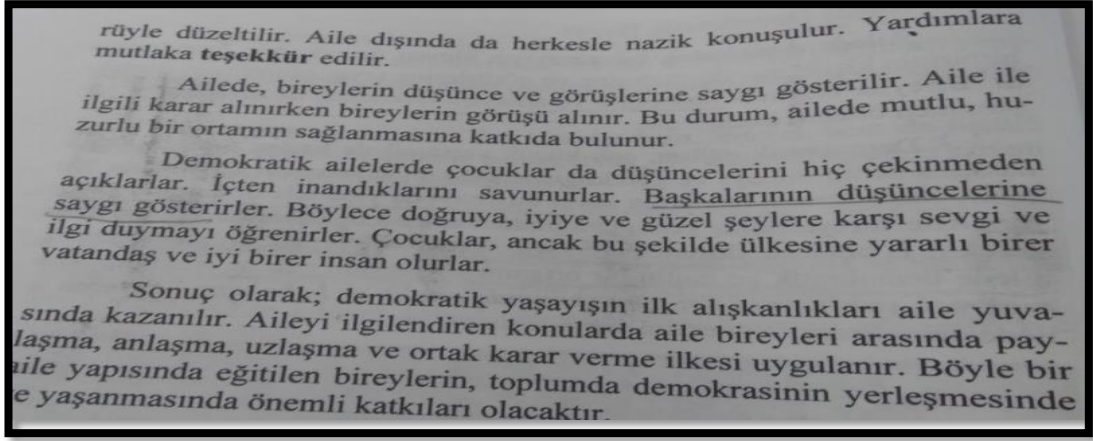 rüyle düzeltilir. Aile dışında da herkesle nazik konuşulur. Yardımlara
mutlaka teşekkür edilir.
Ailede, bireylerin düşünce ve görüşlerine saygı gösterilir. Aile ile
ilgili karar alınırken bireylerin görüşü alınır. Bu durum, ailede mutlu, hu-
zurlu bir ortamın sağlanmasına katkıda bulunur.
Demokratik ailelerde çocuklar da düşüncelerini hiç çekinmeden
açıklarlar. İçten inandıklarını savunurlar. Başkalarının düşüncelerine
saygı gösterirler. Böylece doğruya, iyiye ve güzel şeylere karşı sevgi ve
ilgi duymayı öğrenirler. Çocuklar, ancak bu şekilde ülkesine yararlı birer
vatandaş ve iyi birer insan olurlar.
Sonuç olarak; demokratik yaşayışın ilk alışkanlıkları aile yuva-
sında kazanılır. Aileyi ilgilendiren konularda aile bireyleri arasında pay-
laşma, anlaşma, uzlaşma ve ortak karar verme ilkesi uygulanır. Böyle bir
aile yapısında eğitilen bireylerin, toplumda demokrasinin yerleşmesinde
e yaşanmasında önemli katkıları olacaktır.